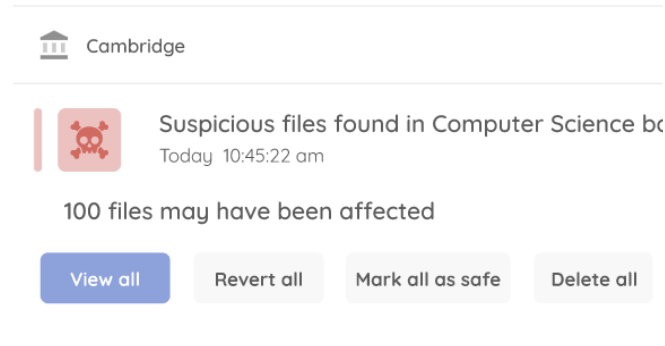 Cambridge
Suspicious files found in Computer Science
Today 10:45:22 am
100 files may have been affected
View all Revert all Mark all as safe Delete all